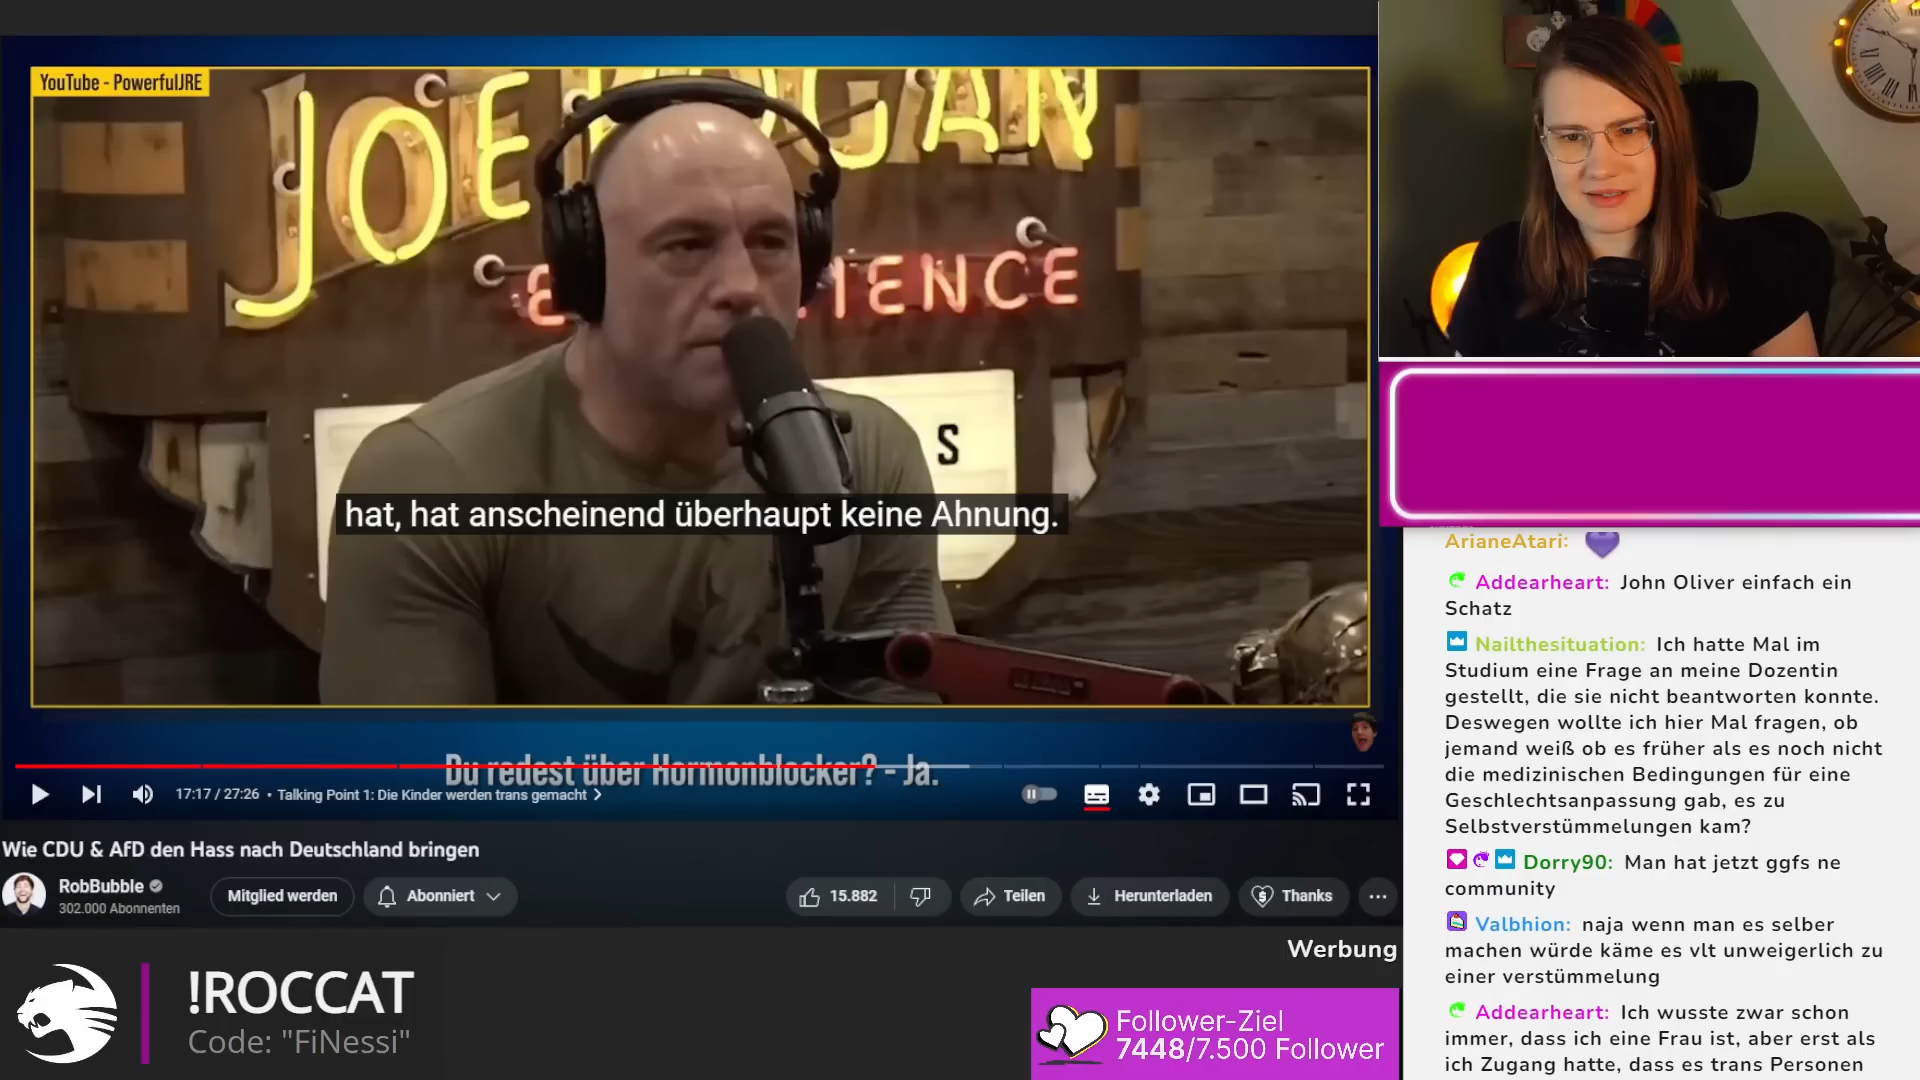 YouTube - PowerfulJRE
JOE ROGAN
S
hat, hat anscheinend überhaupt keine Ahnung.
Du redest über Hormonblocker? - Ja.
17:17 / 27:26 • Talking Point 1: Die Kinder werden trans gemacht
Wie CDU & AfD den Hass nach Deutschland bringen
RobBubble
302.000 Abonnenten
Mitglied werden
Abonniert
15.882
Teilen
Herunterladen
Thanks
Werbung
!ROCCAT
Code: "FiNessi"
Follower-Ziel
7448/7.500 Follower
ArianeAtari:
Addearheart: John Oliver einfach ein
Schatz
Nailthesituation: Ich hatte Mal im
Studium eine Frage an meine Dozentin
gestellt, die sie nicht beantworten konnte.
Deswegen wollte ich hier Mal fragen, ob
jemand weiß ob es früher als es noch nicht
die medizinischen Bedingungen für eine
Geschlechtsanpassung gab, es zu
Selbstverstümmelungen kam?
Dorry90: Man hat jetzt ggfs ne
community
Valbhion: naja wenn man es selber
machen würde käme es vlt unweigerlich zu
einer verstümmelung
Addearheart: Ich wusste zwar schon
immer, dass ich eine Frau ist, aber erst als
ich Zugang hatte, dass es trans Personen